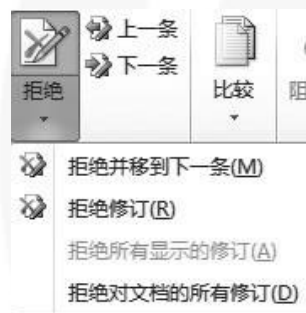 拒绝
上一条
下一条
比较
阻
拒绝并移到下一条(M)
拒绝修订(R)
拒绝所有显示的修订(A)
拒绝对文档的所有修订(D)